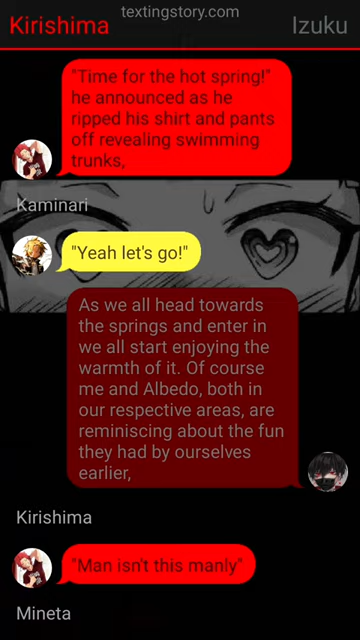 textingstory.com
Kirishima
Izuku
"Time for the hot spring!"
he announced as he
ripped his shirt and pants
off revealing swimming
trunks,
Kaminari
"Yeah let's go!"
As we all head towards
the springs and enter in
we all start enjoying the
warmth of it. Of course
me and Albedo, both in
our respective areas, are
reminiscing about the fun
they had by ourselves
earlier,
Kirishima
"Man isn't this manly"
Mineta